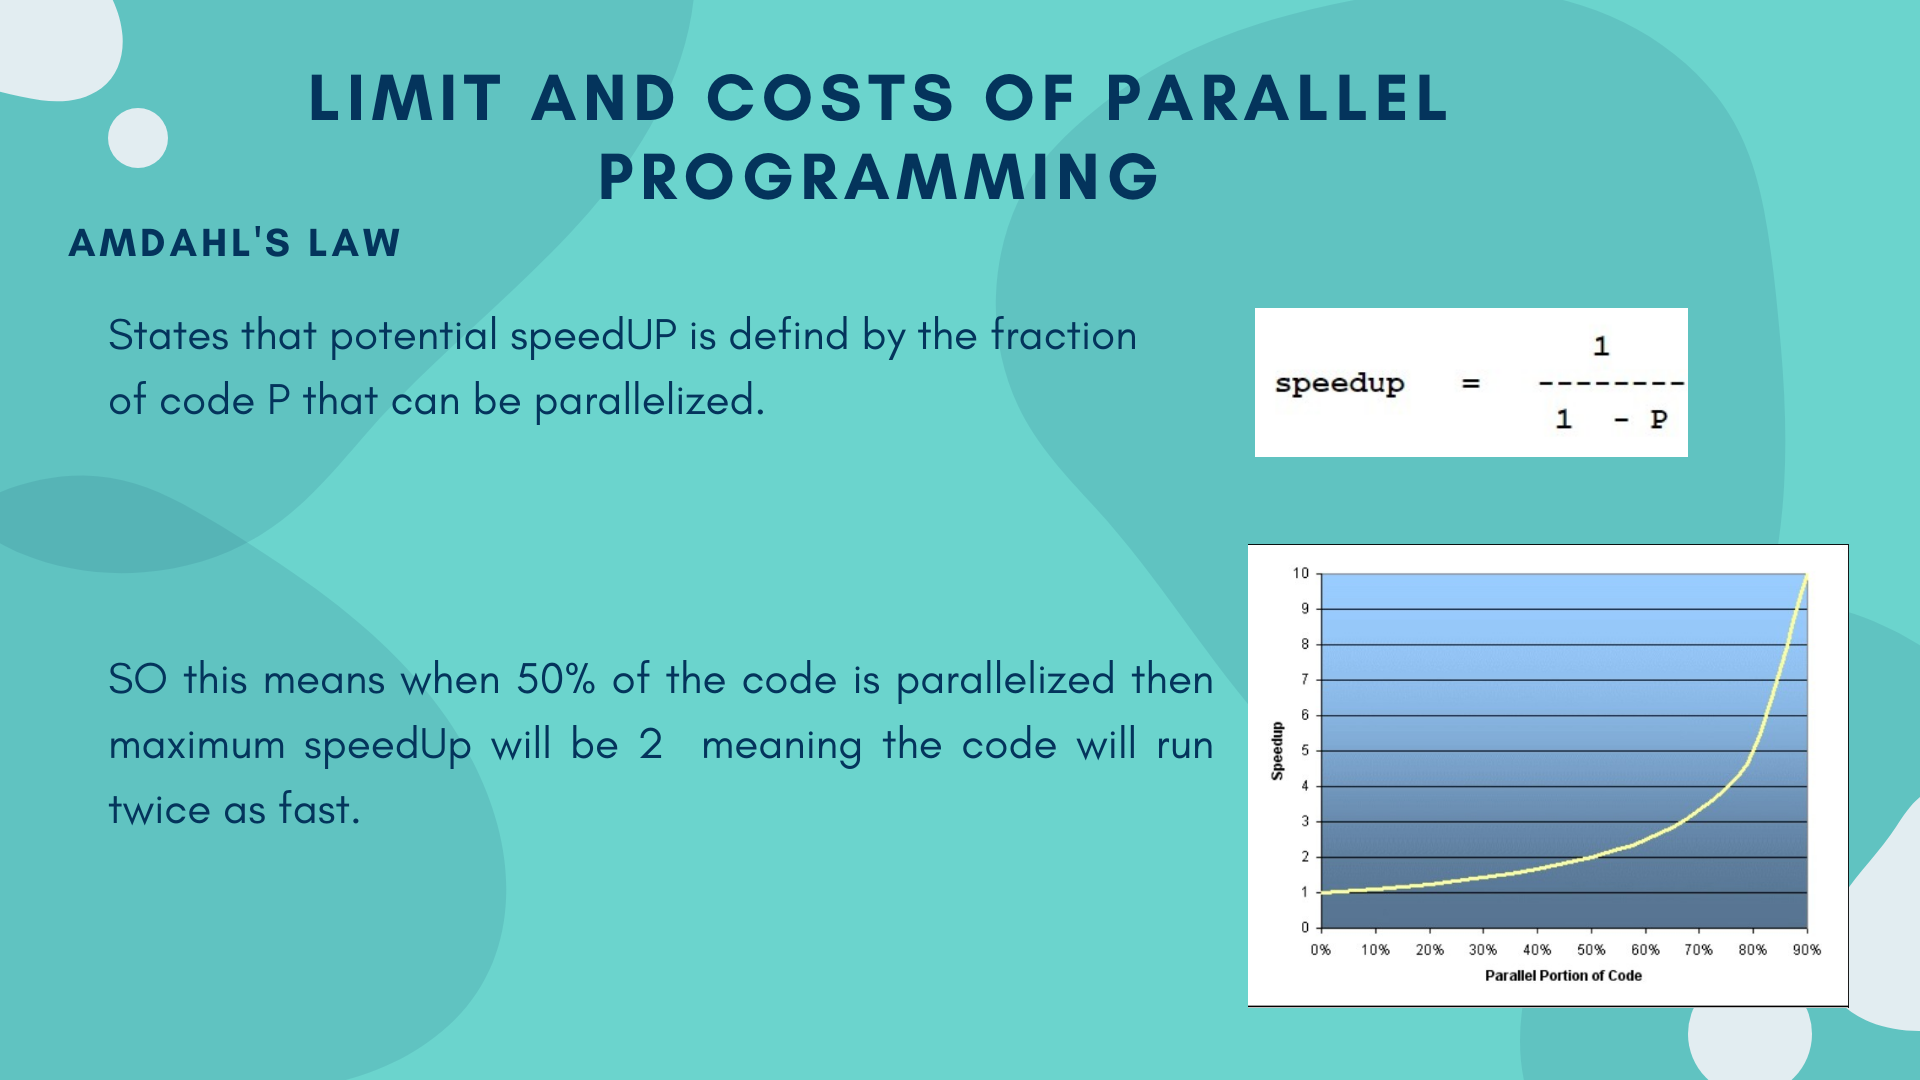 LIMIT AND COSTS OF PARALLEL
PROGRAMMING
AMDAHL'S LAW
States that potential speedUP is defind by the fraction
of code P that can be parallelized.
1
speedup = --------
1 - P
SO this means when 50% of the code is parallelized then
maximum speedUp will be 2 meaning the code will run
twice as fast.
10
9
8
7
6
5
4
3
2
1
0
Speedup
0% 10% 20% 30% 40% 50% 60% 70% 80% 90%
Parallel Portion of Code